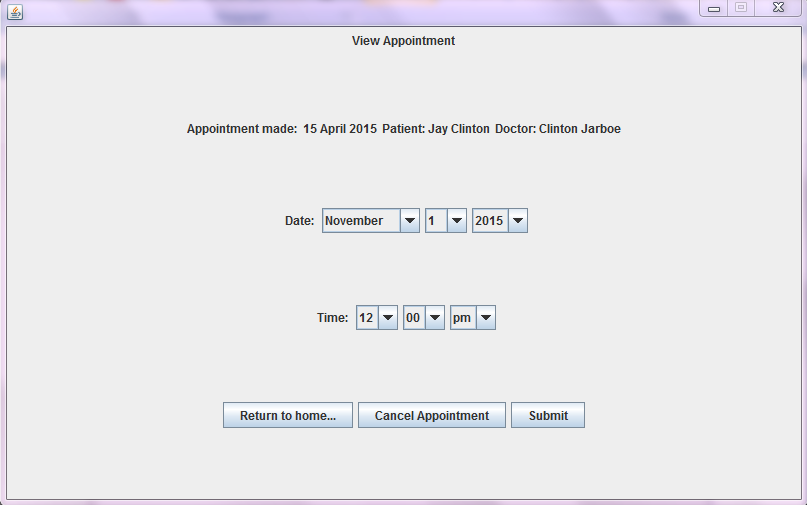 View Appointment
Appointment made: 15 April 2015 Patient: Jay Clinton Doctor: Clinton Jarboe
Date: November 1 2015
Time: 12 00 pm
Return to home... Cancel Appointment Submit